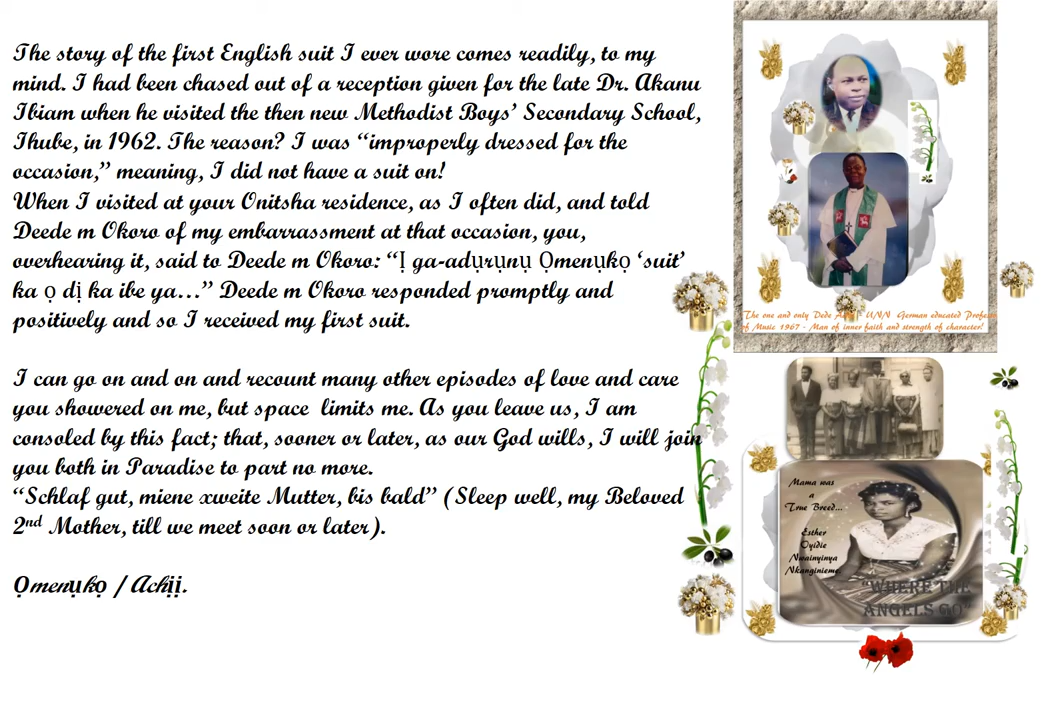 The story of the first English suit I ever wore comes readily, to my
mind. I had been chased out of a reception given for the late Dr. Akanu
Ibiam when he visited the then new Methodist Boys’ Secondary School,
Ihube, in 1962. The reason? I was “improperly dressed for the
occasion,” meaning, I did not have a suit on!
When I visited at your Onitsha residence, as I often did, and told
Deede m Okoro of my embarrassment at that occasion, you,
overhearing it, said to Deede m Okoro: “Ị ga-adụrụnụ Ọmenụkọ ‘suit’
ka ọ dị ka ibe ya…” Deede m Okoro responded promptly and
positively and so I received my first suit.
I can go on and on and recount many other episodes of love and care
you showered on me, but space limits me. As you leave us, I am
consoled by this fact; that, sooner or later, as our God wills, I will join
you both in Paradise to part no more.
“Schlaf gut, miene xweite Mutter, bis bald” (Sleep well, my Beloved
2nd Mother, till we meet soon or later).
Ọmenụkọ / Achịị.
The one and only Dede - UNN German educated
of Music 1967 - Man of inner faith and strength of character!
Mama was
a
True Breed...
Esther
Oyidie
Nwainyinya
Nkanginieme.
“WHERE THE
ANGELS GO”